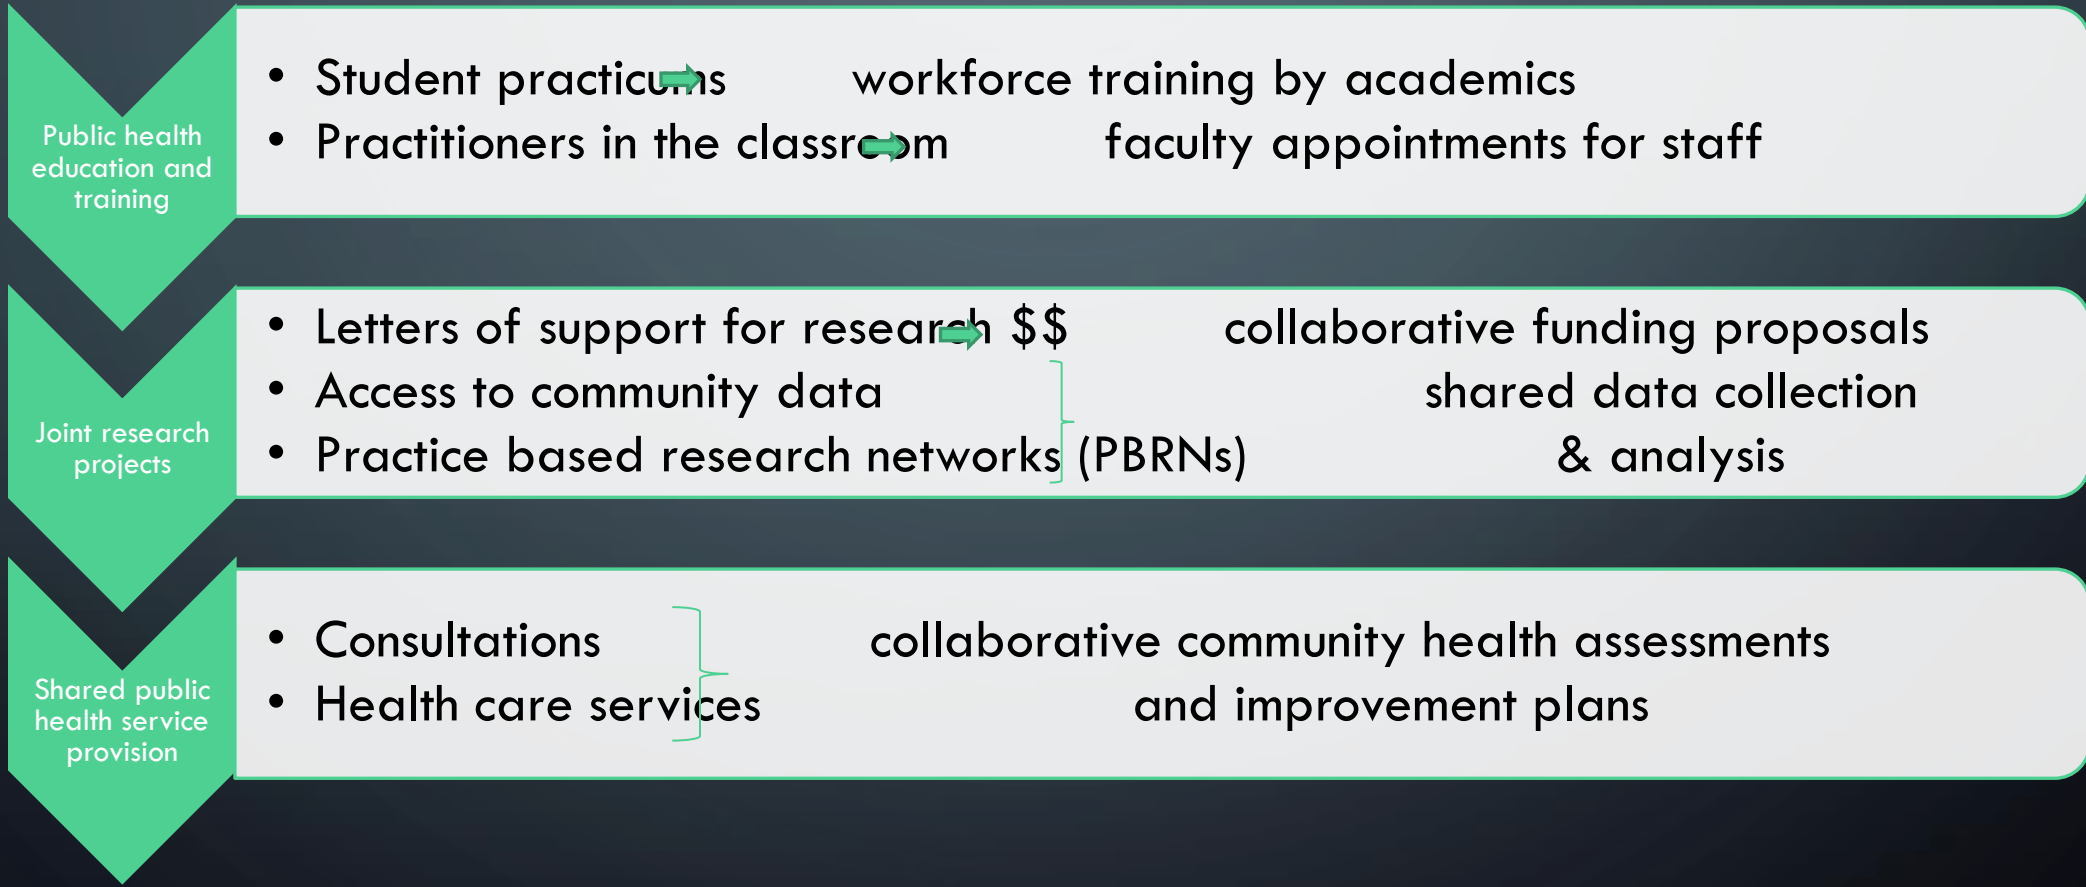 Public health
education and
training
• Student practicums workforce training by academics
• Practitioners in the classroom faculty appointments for staff
Joint research
projects
• Letters of support for research $$ collaborative funding proposals
• Access to community data shared data collection
• Practice based research networks (PBRNs) & analysis
Shared public
health service
provision
• Consultations collaborative community health assessments
• Health care services and improvement plans